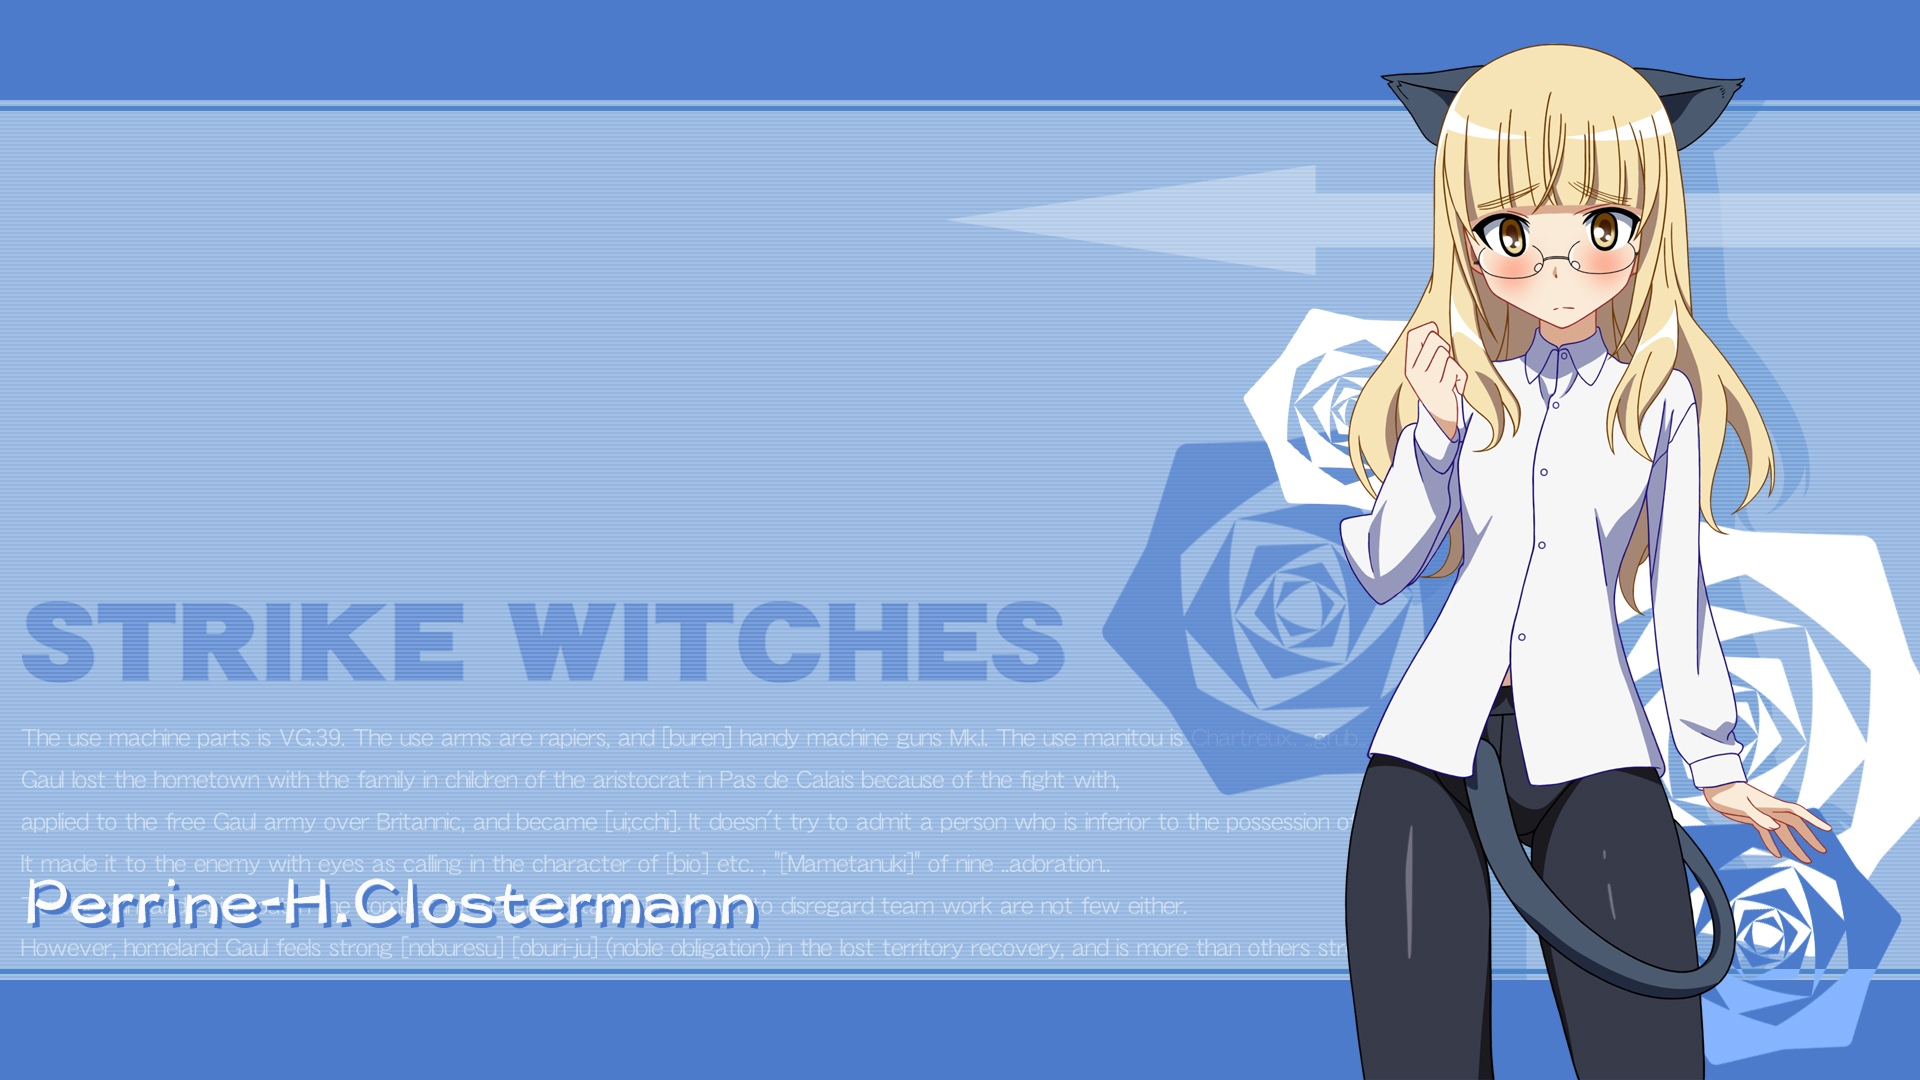 STRIKE WITCHES
The use machine parts is VG.39. The use arms are rapiers, and [buren] handy machine guns Mk.I. The use manitou is Chartreux. ..grub
Gaul lost the hometown with the family in children of the aristocrat in Pas de Calais because of the fight with,
applied to the free Gaul army over Britannic, and became [ui;cchi]. It doesn't try to admit a person who is inferior to the possession
It made it to the enemy with eyes as calling in the character of [bio] etc. , "[Mametanuki]" of nine ..adoration..
to disregard team work are not few either.
Perrine-H.Clostermann
However, homeland Gaul feels strong [noburesu] [oburi-ju] (noble obligation) in the lost territory recovery, and is more than others